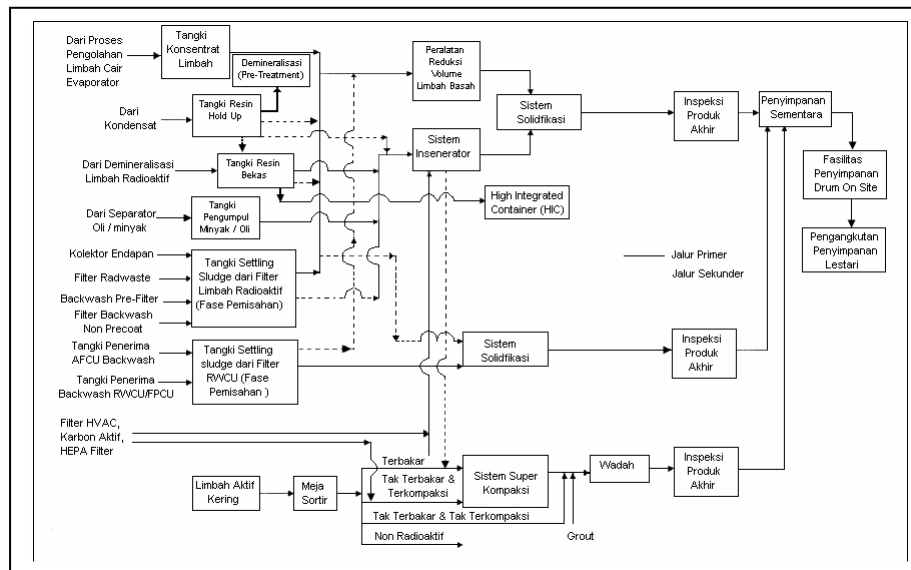 Dari Proses
Pengolahan
Limbah Cair
Evaporator
Tangki
Konsentrat
Limbah
Demineralisasi
(Pre-Treatment)
Peralatan
Reduksi
Volume
Limbah Basah
Dari
Kondensat
Tangki Resin
Hold Up
Sistem
Solidfikasi
Inspeksi
Produk
Akhir
Penyimpanan
Sementara
Sistem
Insenerator
Dari Demineralisasi
Limbah Radioaktif
Tangki Resin
Bekas
Fasilitas
Penyimpanan
Drum On Site
High Integrated
Container (HIC)
Dari Separator
Oli / minyak
Tangki
Pengumpul
Minyak / Oli
Pengangkutan
Penyimpanan
Lestari
Kolektor Endapan
Filter Radwaste
Backwash Pre-Filter
Filter Backwash
Non Precoat
Tangki Settling
Sludge dari Filter
Limbah Radioaktif
(Fase Pemisahan)
Jalur Primer
Jalur Sekunder
Tangki Penerima
AFCU Backwash
Tangki Penerima
Backwash RWCU/FPCU
Tangki Settling
sludge dari Filter
RWCU (Fase
Pemisahan )
Sistem
Solidfikasi
Inspeksi
Produk
Akhir
Filter HVAC,
Karbon Aktif,
HEPA Filter
Limbah Aktif
Kering
Meja
Sortir
Terbakar
Tak Terbakar &
Terkompaksi
Sistem Super
Kompaksi
Wadah
Inspeksi
Produk
Akhir
Tak Terbakar & Tak Terkompaksi
Non Radioaktif
Grout